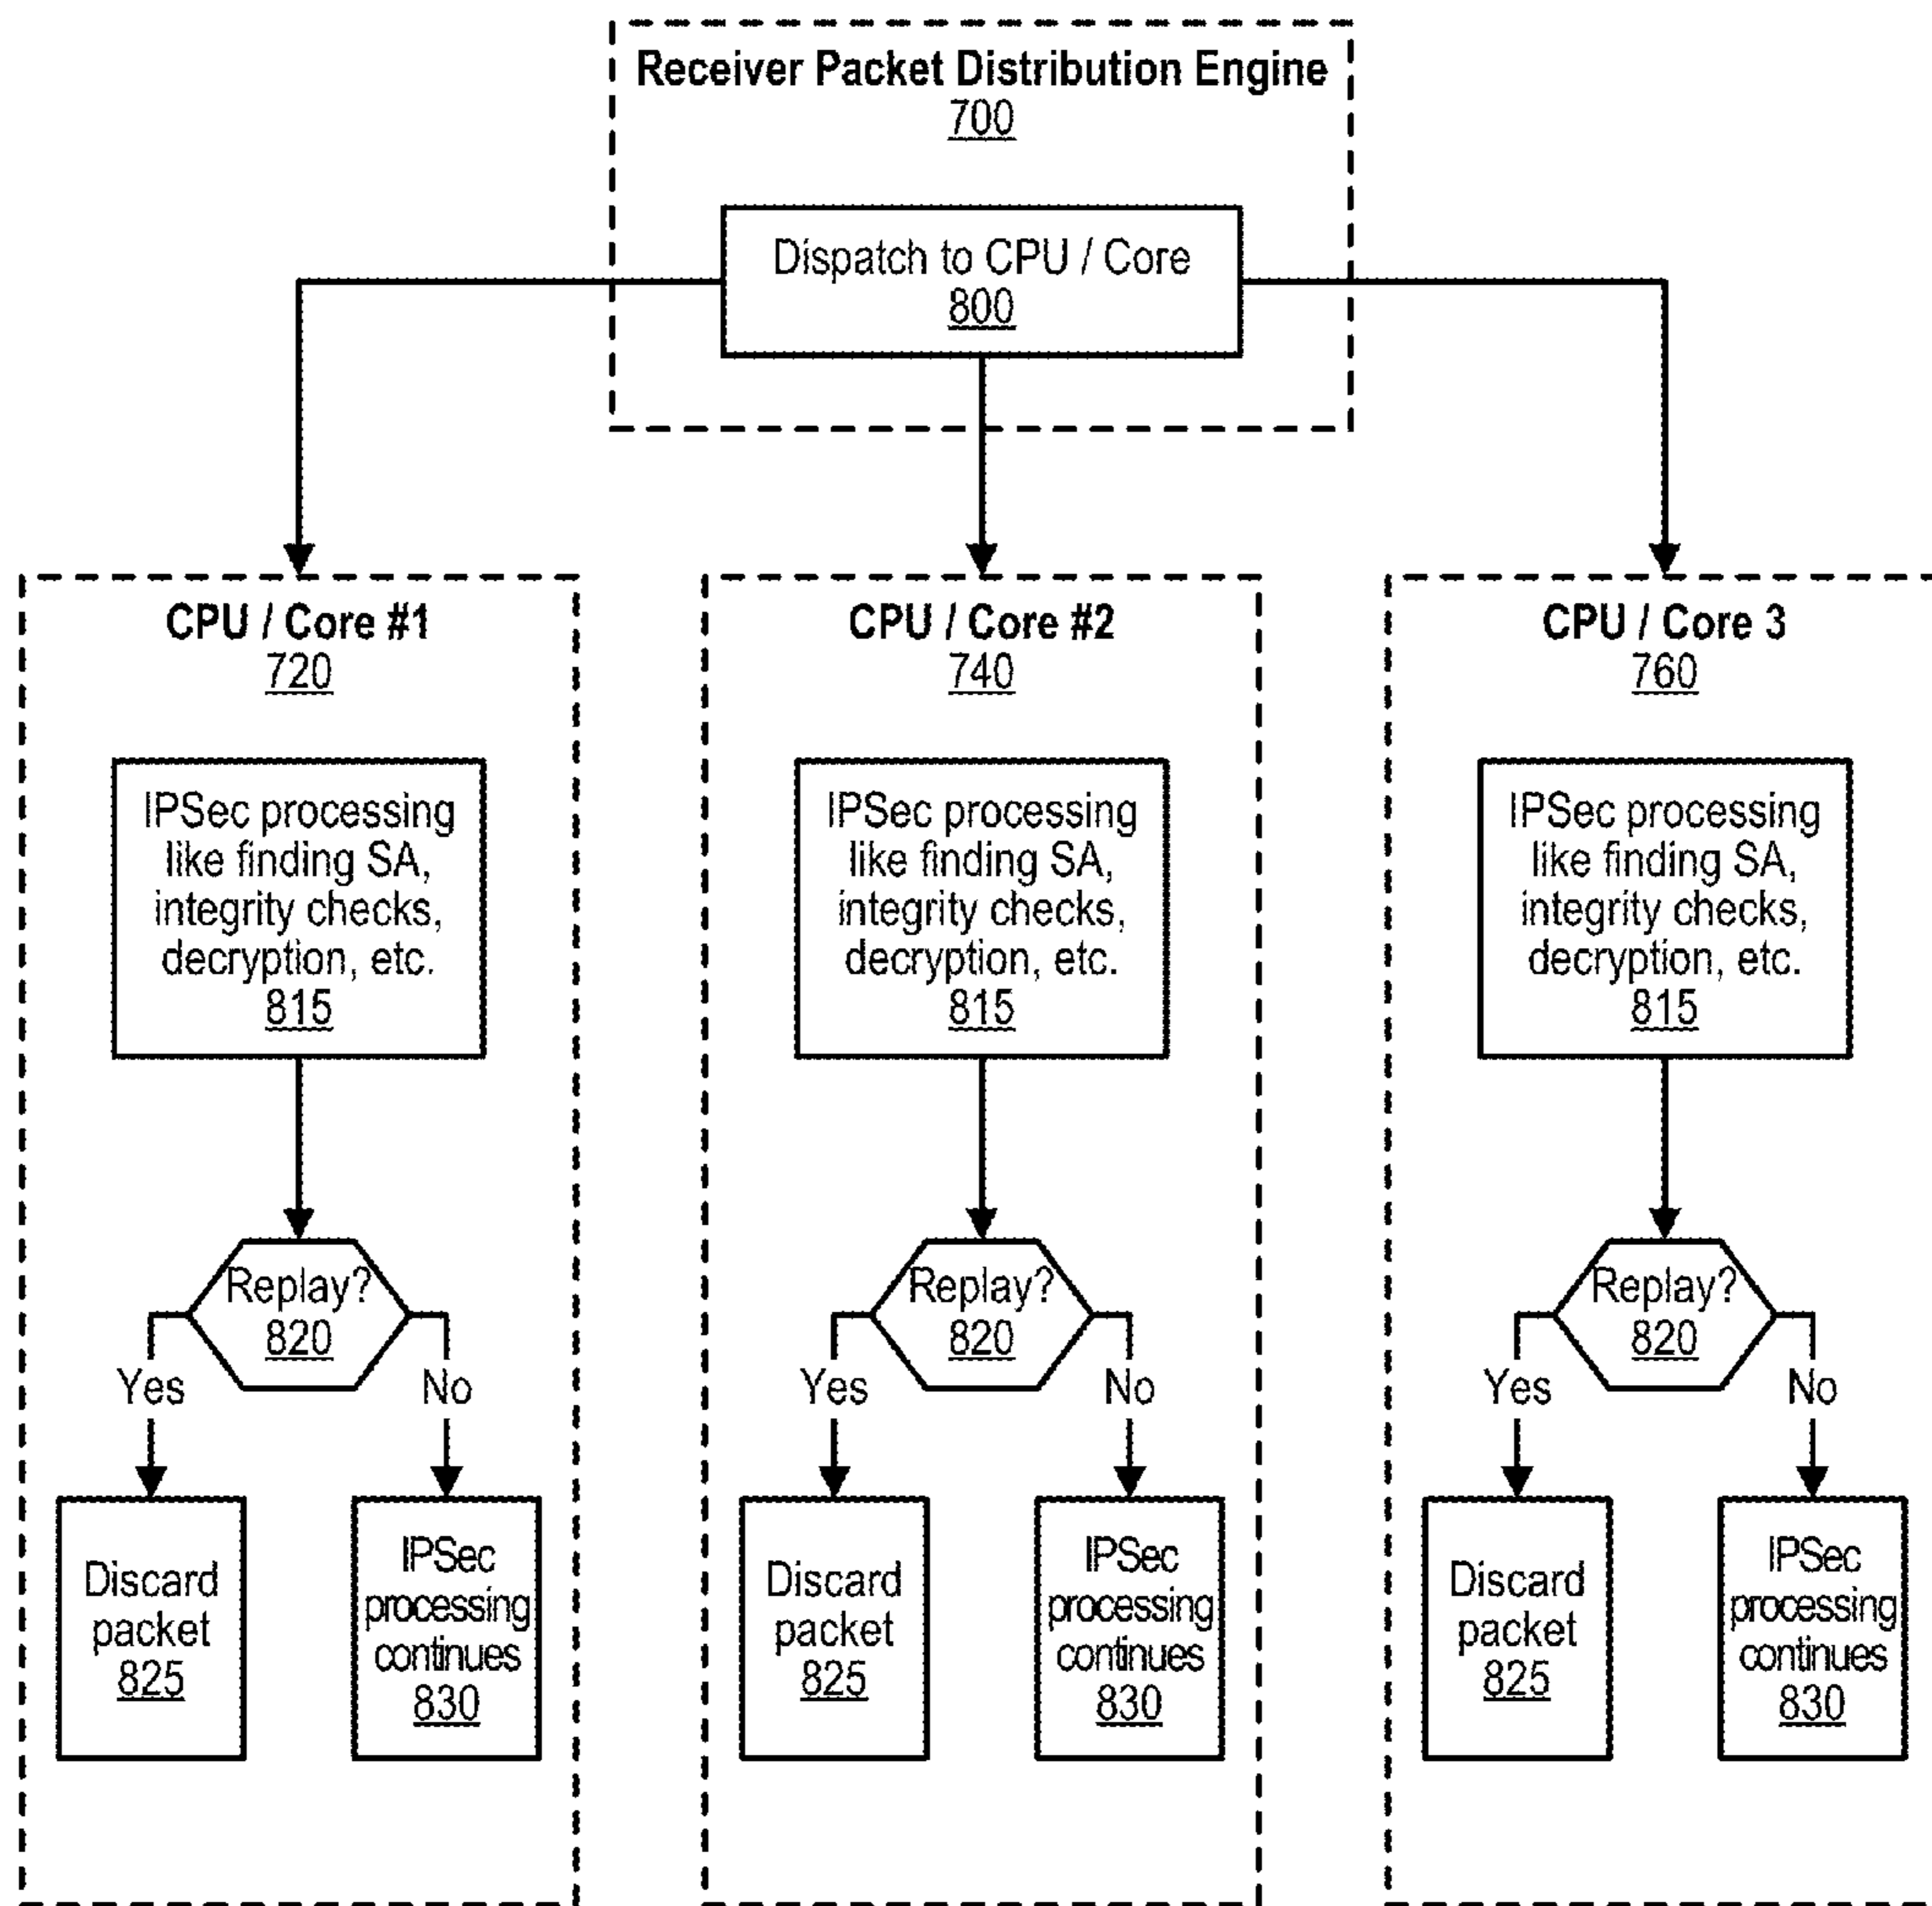 Receiver Packet Distribution Engine
700
Dispatch to CPU / Core
800
CPU / Core #1
720
IPSec processing
like finding SA,
integrity checks,
decryption, etc.
815
Replay?
820
Yes
No
Discard
packet
825
IPSec
processing
continues
830
CPU / Core #2
740
IPSec processing
like finding SA,
integrity checks,
decryption, etc.
815
Replay?
820
Yes
No
Discard
packet
825
IPSec
processing
continues
830
CPU / Core 3
760
IPSec processing
like finding SA,
integrity checks,
decryption, etc.
815
Replay?
820
Yes
No
Discard
packet
825
IPSec
processing
continues
830